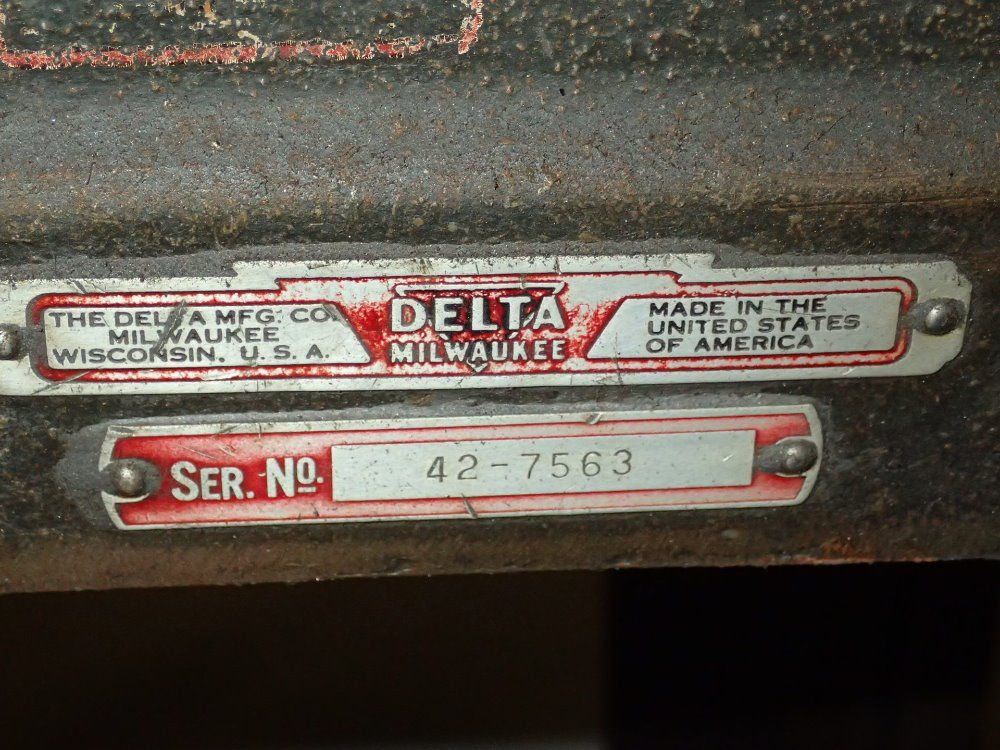 THE DELTA MFG. CO.
MILWAUKEE
WISCONSIN. U. S. A.
DELTA
MILWAUKEE
MADE IN THE
UNITED STATES
OF AMERICA
SER. NO. 42-7563